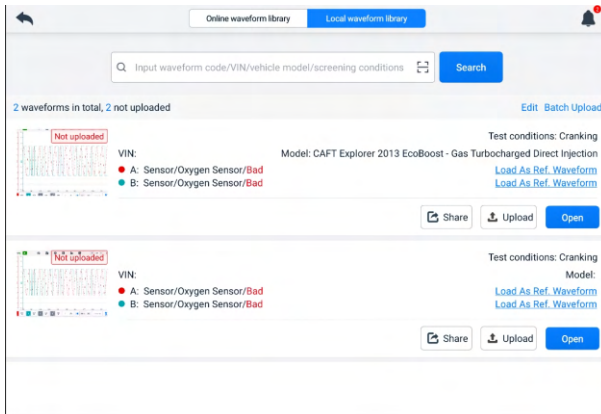 Online waveform library Local waveform library
Input waveform code/VIN/vehicle model/screening conditions Search
2 waveforms in total, 2 not uploaded Edit Batch Upload
Not uploaded
Test conditions: Cranking
VIN: Model: CAFT Explorer 2013 EcoBoost - Gas Turbocharged Direct Injection
A: Sensor/Oxygen Sensor/Bad Load As Ref. Waveform
B: Sensor/Oxygen Sensor/Bad Load As Ref. Waveform
Share Upload Open
Not uploaded
Test conditions: Cranking
VIN: Model:
A: Sensor/Oxygen Sensor/Bad Load As Ref. Waveform
B: Sensor/Oxygen Sensor/Bad Load As Ref. Waveform
Share Upload Open